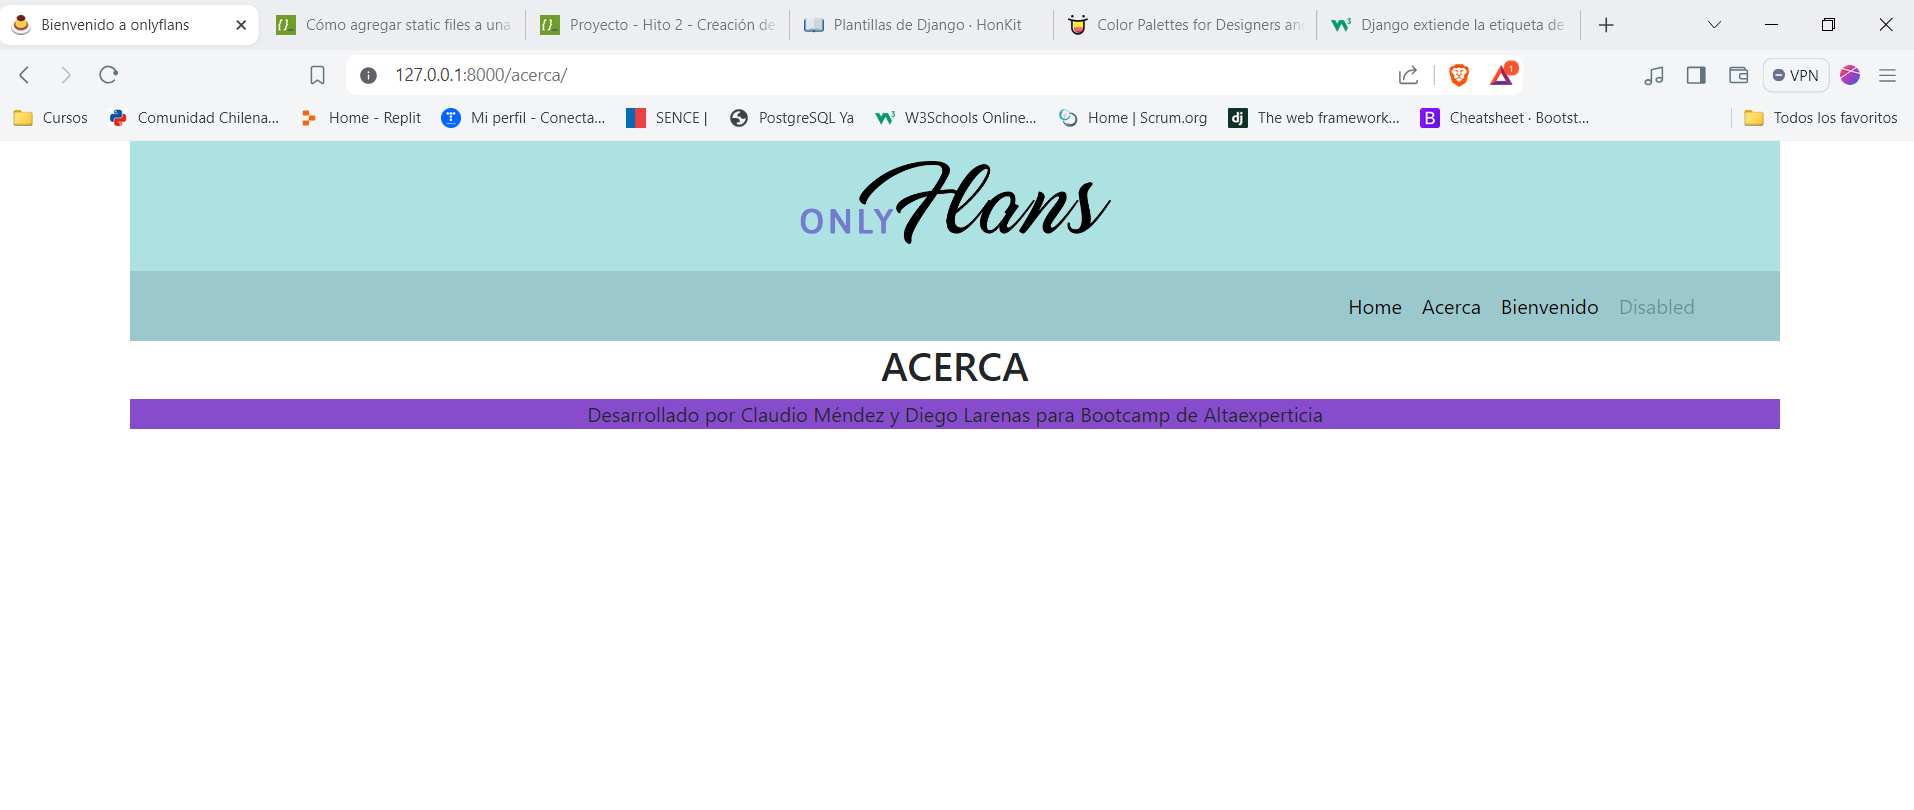 Bienvenido a onlyflans
Cómo agregar static files a una
Proyecto - Hito 2 - Creación de
Plantillas de Django · HonKit
Color Palettes for Designers an
Django extiende la etiqueta de
127.0.0.1:8000/acerca/
1
VPN
Cursos
Comunidad Chilena...
Home - Replit
Mi perfil - Conecta...
SENCE |
PostgreSQL Ya
W3Schools Online...
Home | Scrum.org
dj
The web framework...
B
Cheatsheet · Bootst...
Todos los favoritos
ONLY Flans
Home Acerca Bienvenido Disabled
ACERCA
Desarrollado por Claudio Méndez y Diego Larenas para Bootcamp de Altaexperticia